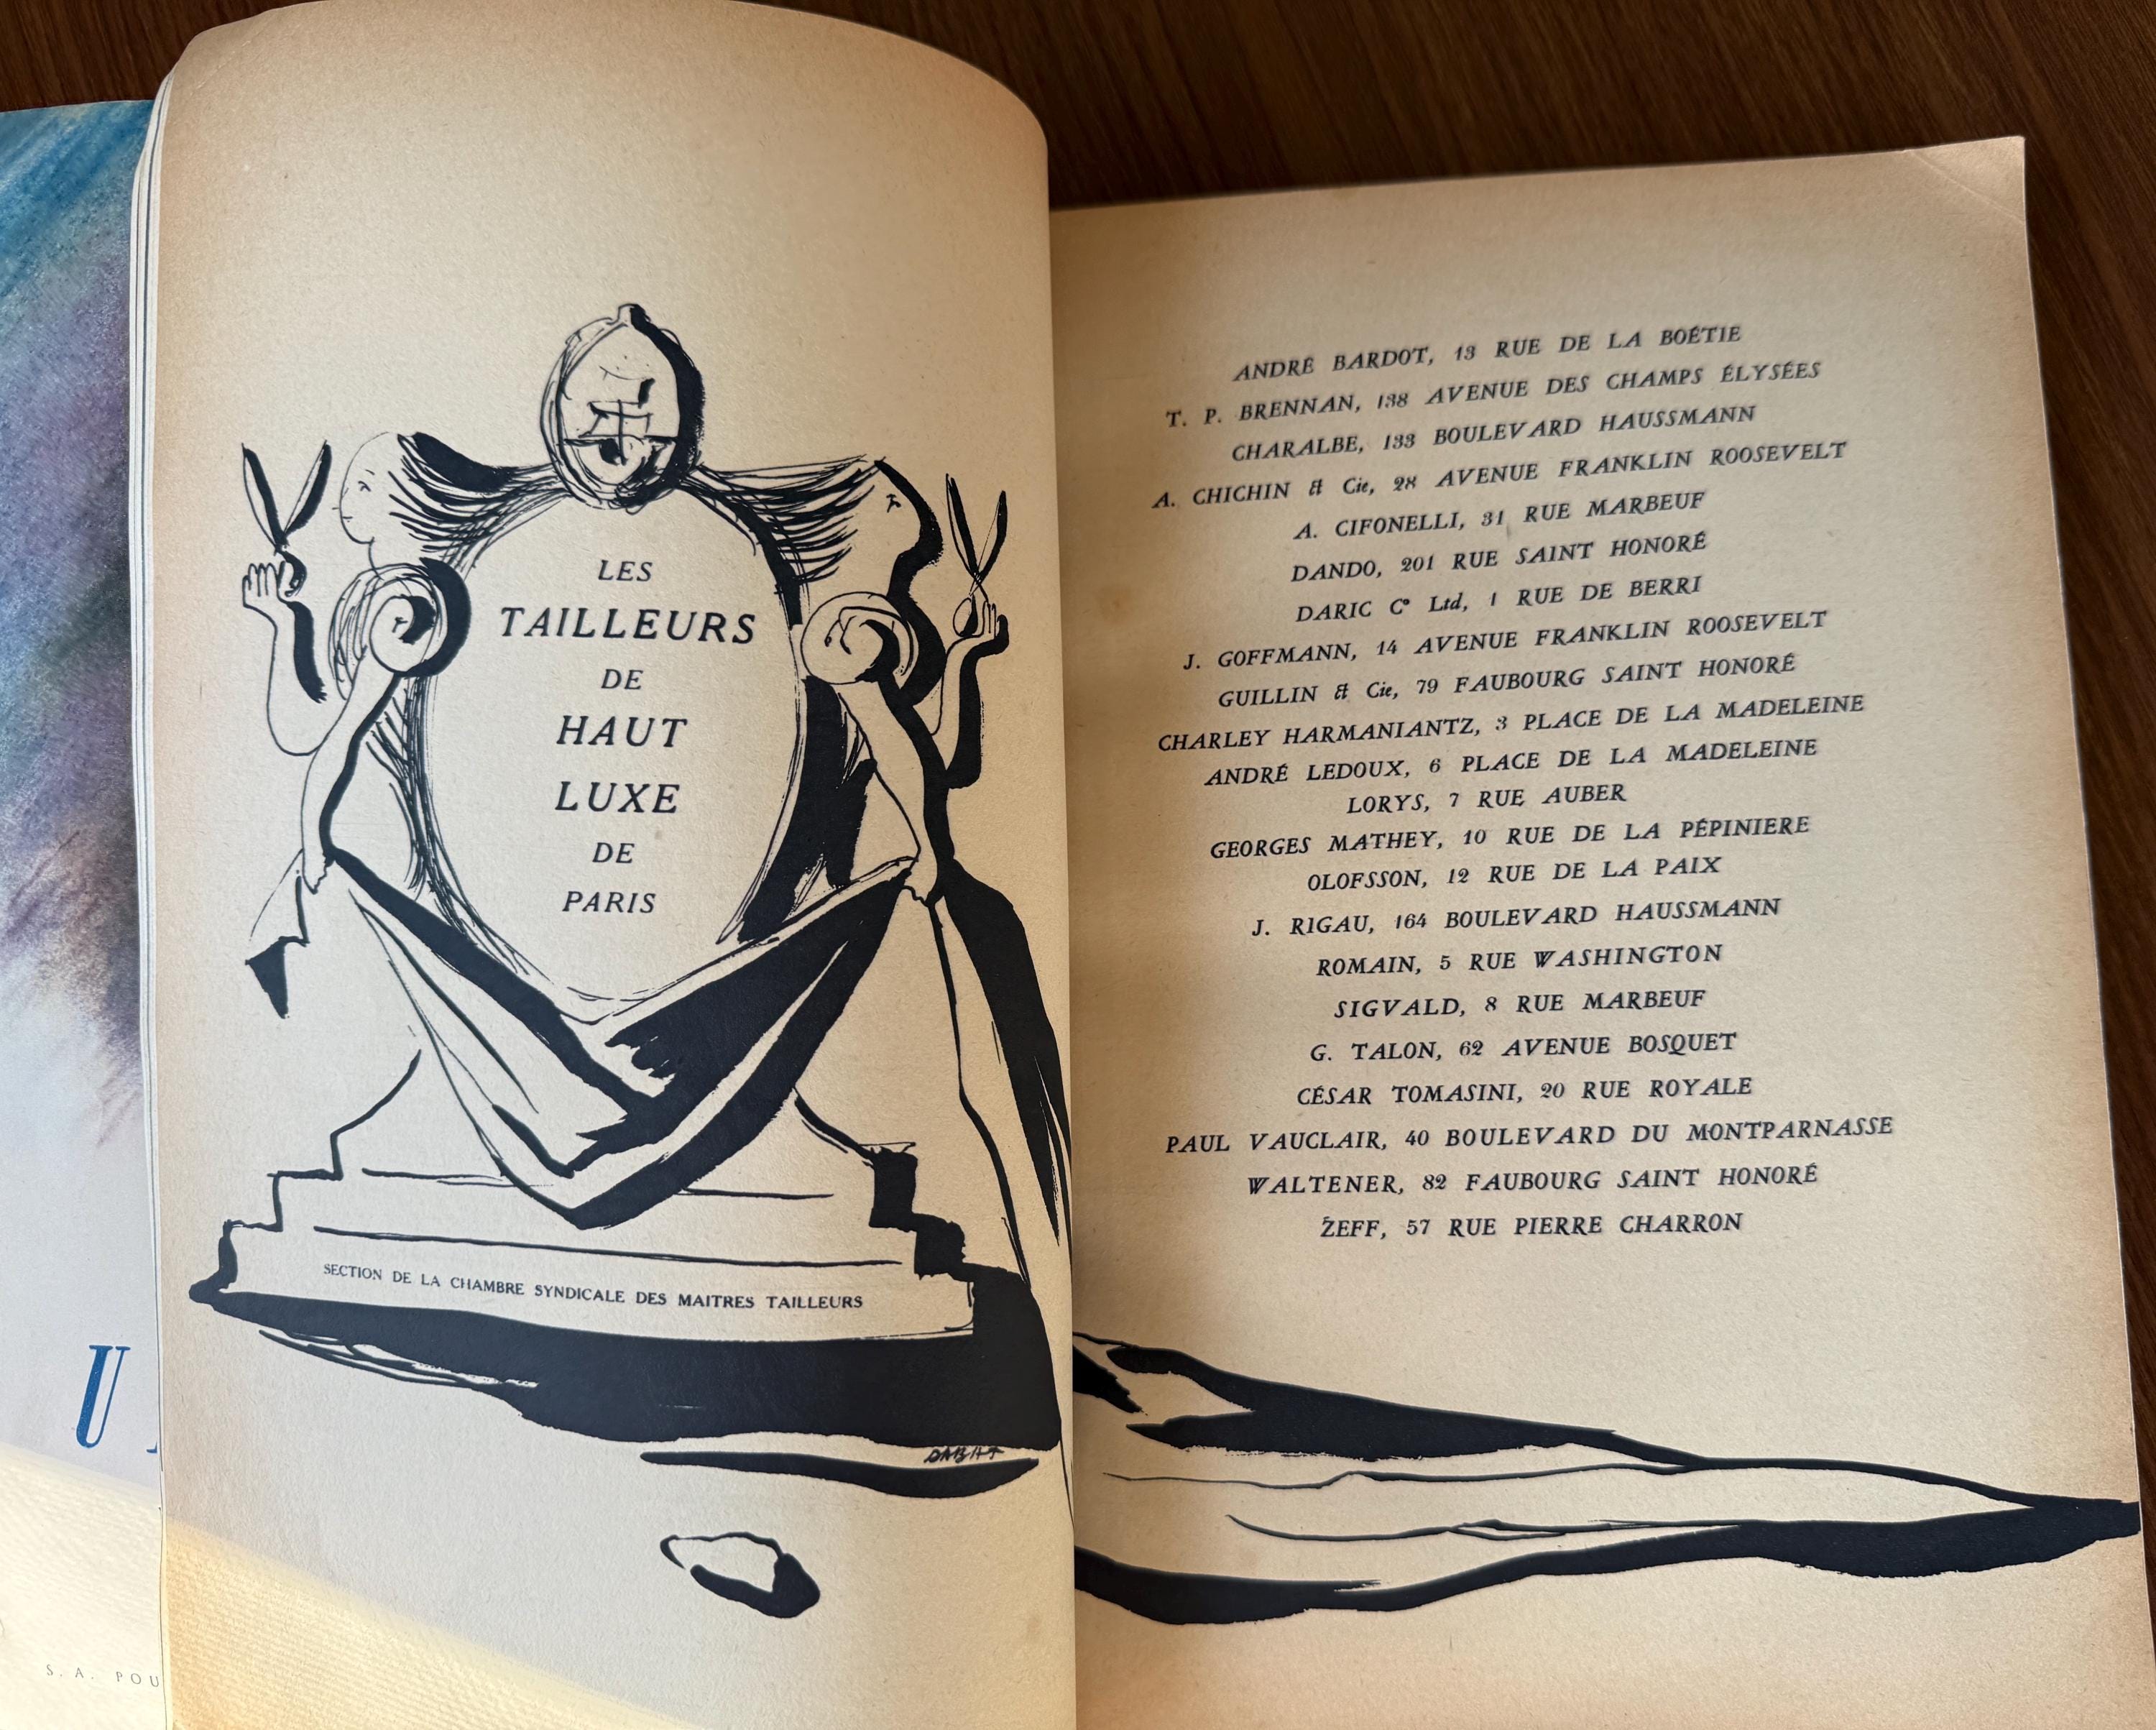 LES
TAILLEURS
DE
HAUT
LUXE
DE
PARIS
SECTION DE LA CHAMBRE SYNDICALE DES MAITRES TAILLEURS
U
S. A. POU
ANDRÉ BARDOT, 13 RUE DE LA BOÉTIE
T. P. BRENNAN, 138 AVENUE DES CHAMPS ÉLYSÉES
CHARALBE, 133 BOULEVARD HAUSSMANN
A. CHICHIN & Cie, 28 AVENUE FRANKLIN ROOSEVELT
A. CIFONELLI, 31 RUE MARBEUF
DANDO, 201 RUE SAINT HONORÉ
DARIC C° Ltd, 1 RUE DE BERRI
J. GOFFMANN, 14 AVENUE FRANKLIN ROOSEVELT
GUILLIN & Cie, 79 FAUBOURG SAINT HONORÉ
CHARLEY HARMANIANTZ, 3 PLACE DE LA MADELEINE
ANDRÉ LEDOUX, 6 PLACE DE LA MADELEINE
LORYS, 7 RUE AUBER
GEORGES MATHEY, 10 RUE DE LA PÉPINIERE
OLOFSSON, 12 RUE DE LA PAIX
J. RIGAU, 164 BOULEVARD HAUSSMANN
ROMAIN, 5 RUE WASHINGTON
SIGVALD, 8 RUE MARBEUF
G. TALON, 62 AVENUE BOSQUET
CÉSAR TOMASINI, 20 RUE ROYALE
PAUL VAUCLAIR, 40 BOULEVARD DU MONTPARNASSE
WALTENER, 82 FAUBOURG SAINT HONORÉ
ZEFF, 57 RUE PIERRE CHARRON